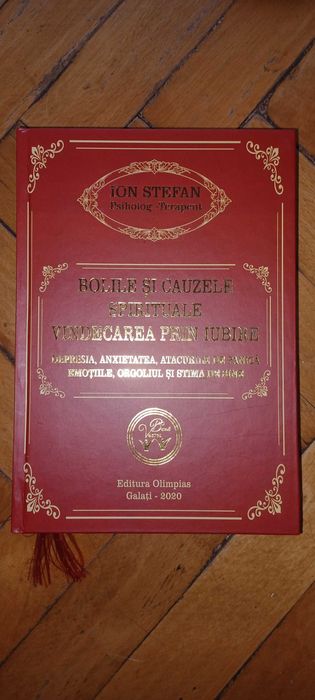 ION STEFAN
Psiholog -Terapeut
BOLILE ȘI CAUZELE
SPIRITUALE
VINDECAREA PRIN IUBIRE
DEPRESIA, ANXIETATEA, ATACURILE DE PANICĂ
EMOȚIILE, ORGOLIUL ȘI STIMA DE SINE
Editura Olimpias
Galați - 2020